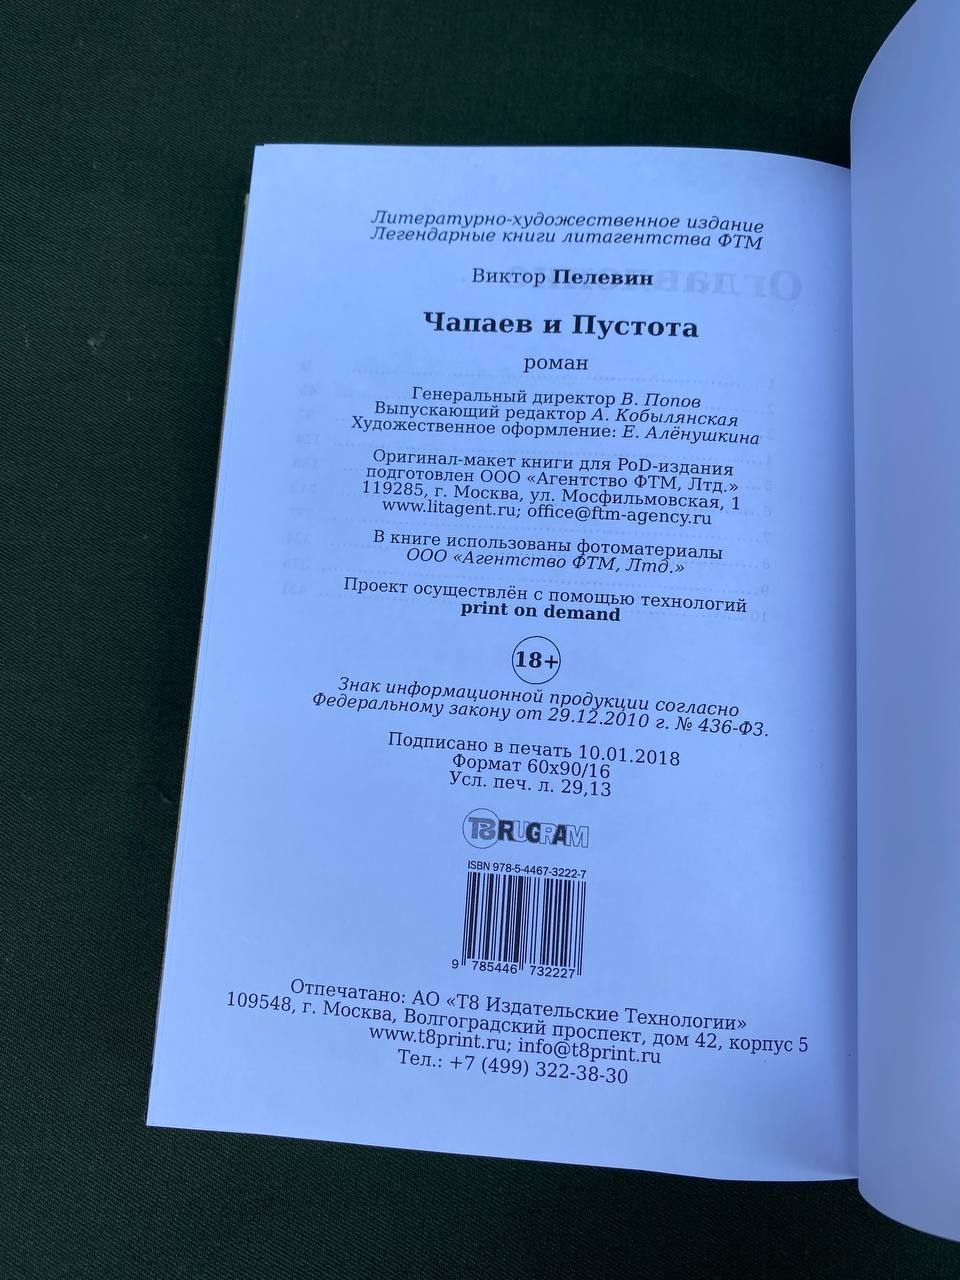 Литературно-художественное издание
Легендарные книги литагентства ФТМ
Виктор Пелевин
Чапаев и Пустота
роман
Генеральный директор В. Попов
Выпускающий редактор А. Кобылянская
Художественное оформление: Е. Алёнушкина
Оригинал-макет книги для PoD-издания
подготовлен ООО «Агентство ФТМ, Лтд.»
119285, г. Москва, ул. Мосфильмовская, 1
www.litagent.ru; office@ftm-agency.ru
В книге использованы фотоматериалы
ООО «Агентство ФТМ, Лтд.»
Проект осуществлён с помощью технологий
print on demand
18+
Знак информационной продукции согласно
Федеральному закону от 29.12.2010 г. № 436-ФЗ.
Подписано в печать 10.01.2018
Формат 60х90/16
Усл. печ. л. 29,13
T8 RUGRAM
ISBN 978-5-4467-3222-7
9 785446 732227
Отпечатано: АО «Т8 Издательские Технологии»
109548, г. Москва, Волгоградский проспект, дом 42, корпус 5
www.t8print.ru; info@t8print.ru
Тел.: +7 (499) 322-38-30